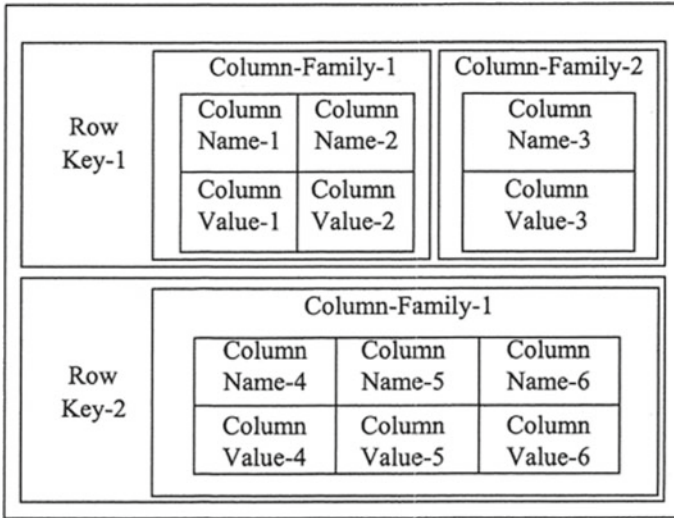 Column-Family-1
Column-Family-2
Row
Key-1
Column
Name-1
Column
Name-2
Column
Value-1
Column
Value-2
Column
Name-3
Column
Value-3
Column-Family-1
Row
Key-2
Column
Name-4
Column
Name-5
Column
Name-6
Column
Value-4
Column
Value-5
Column
Value-6